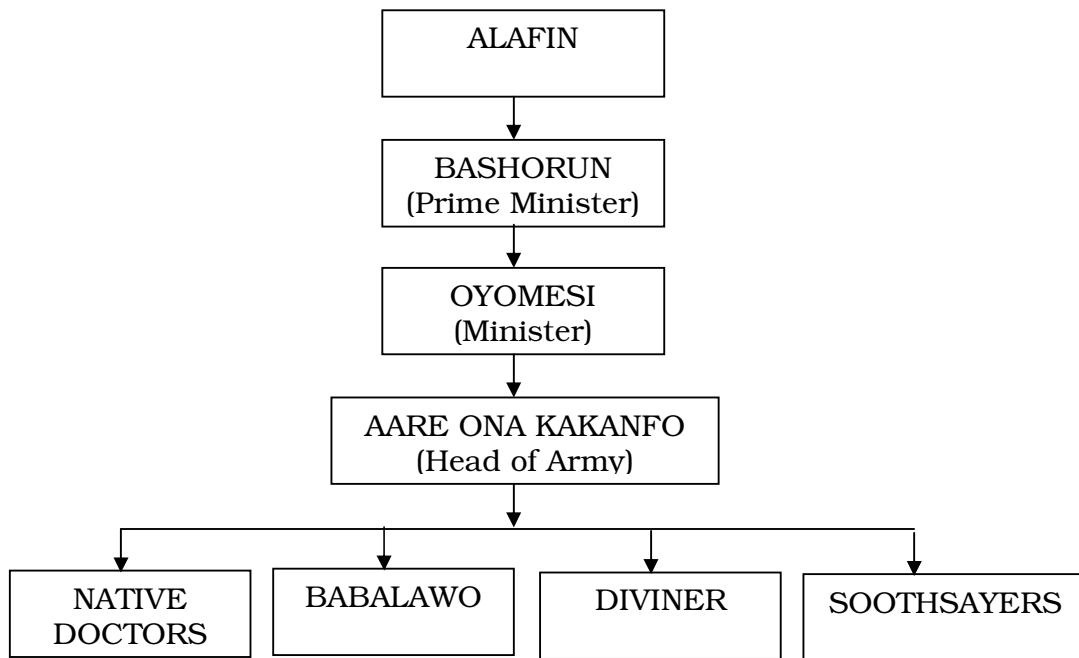 ALAFIN
BASHORUN
(Prime Minister)
OYOMESI
(Minister)
AARE ONA KAKANFO
(Head of Army)
NATIVE
DOCTORS
BABALAWO
DIVINER
SOOTHSAYERS